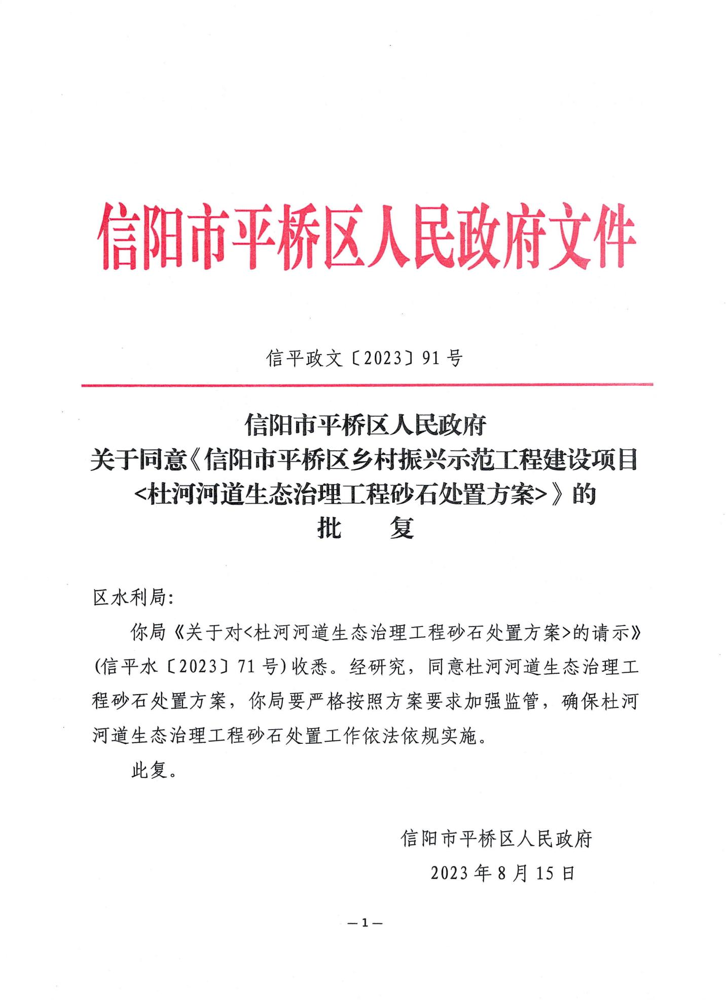 信阳市平桥区人民政府文件
信平政文〔2023〕91号
信阳市平桥区人民政府
关于同意《信阳市平桥区乡村振兴示范工程建设项目
<杜河河道生态治理工程砂石处置方案>》的
批 复
区水利局：
你局《关于对<杜河河道生态治理工程砂石处置方案>的请示》
(信平水〔2023〕71号)收悉。经研究，同意杜河河道生态治理工
程砂石处置方案，你局要严格按照方案要求加强监管，确保杜河
河道生态治理工程砂石处置工作依法依规实施。
此复。
信阳市平桥区人民政府
2023年8月15日
—1—